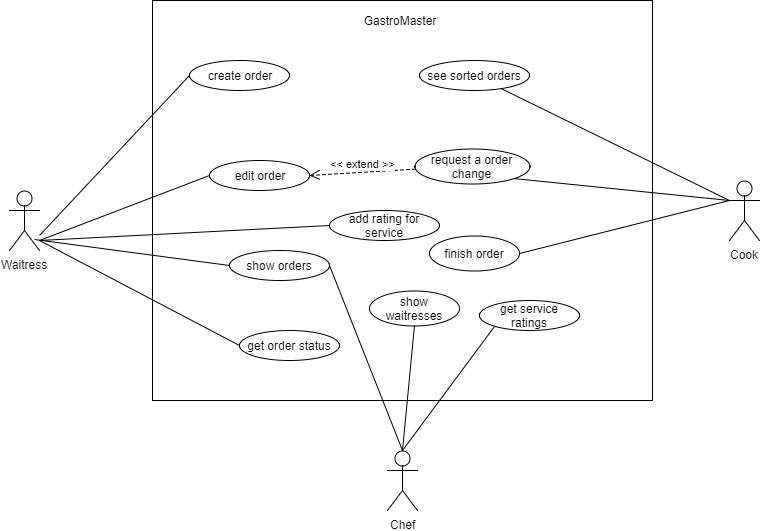 GastroMaster
create order
see sorted orders
<< extend >>
request a order
change
edit order
add rating for
service
finish order
show orders
show
waitresses
get service
ratings
get order status
Waitress
Cook
Chef